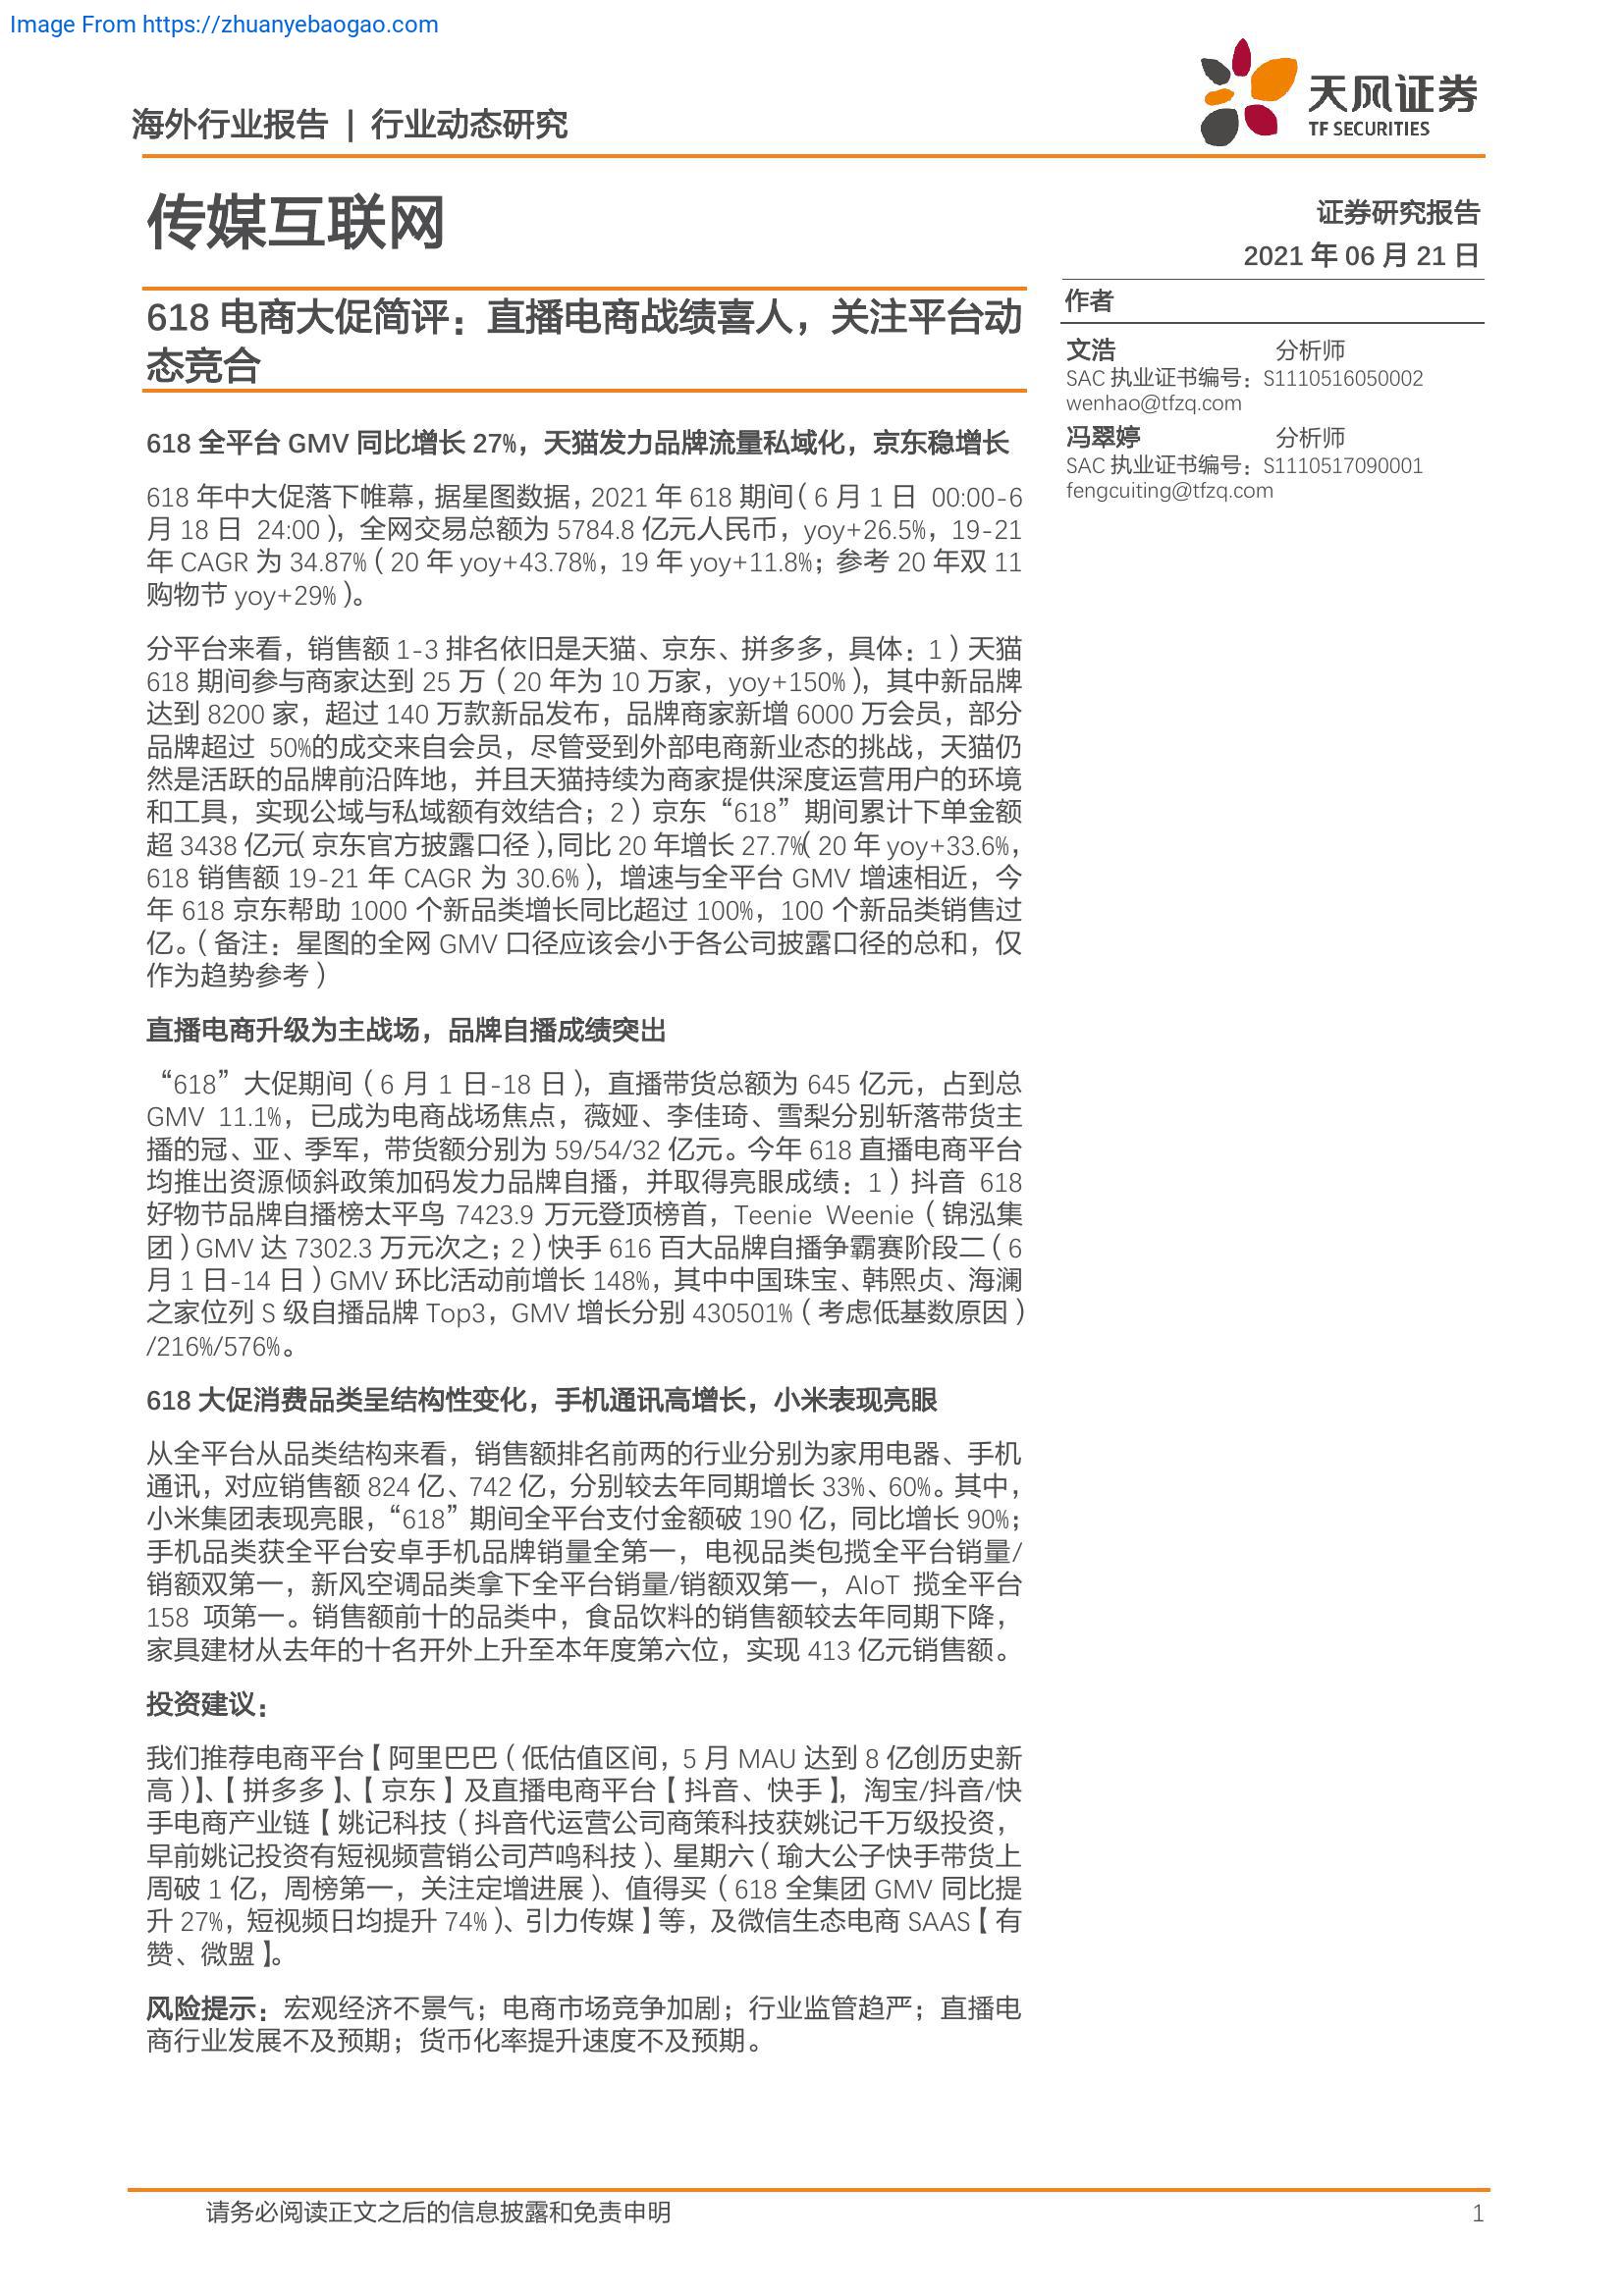 Image From https://zhuanyebaogao.com
海外行业报告 | 行业动态研究
天风证券
TF SECURITIES
传媒互联网
证券研究报告
2021 年 06 月 21 日
618 电商大促简评：直播电商战绩喜人，关注平台动
态竞合
作者
文浩 分析师
SAC 执业证书编号：S1110516050002
wenhao@tfzq.com
冯翠婷 分析师
SAC 执业证书编号：S1110517090001
fengcuiting@tfzq.com
618 全平台 GMV 同比增长 27%，天猫发力品牌流量私域化，京东稳增长
618 年中大促落下帷幕，据星图数据，2021 年 618 期间（6 月 1 日 00:00-6
月 18 日 24:00），全网交易总额为 5784.8 亿元人民币，yoy+26.5%，19-21
年 CAGR 为 34.87%（20 年 yoy+43.78%，19 年 yoy+11.8%；参考 20 年双 11
购物节 yoy+29%）。
分平台来看，销售额 1-3 排名依旧是天猫、京东、拼多多，具体：1）天猫
618 期间参与商家达到 25 万（20 年为 10 万家，yoy+150%），其中新品牌
达到 8200 家，超过 140 万款新品发布，品牌商家新增 6000 万会员，部分
品牌超过 50%的成交来自会员，尽管受到外部电商新业态的挑战，天猫仍
然是活跃的品牌前沿阵地，并且天猫持续为商家提供深度运营用户的环境
和工具，实现公域与私域额有效结合；2）京东“618”期间累计下单金额
超 3438 亿元（京东官方披露口径），同比 20 年增长 27.7%（20 年 yoy+33.6%，
618 销售额 19-21 年 CAGR 为 30.6%），增速与全平台 GMV 增速相近，今
年 618 京东帮助 1000 个新品类增长同比超过 100%，100 个新品类销售过
亿。（备注：星图的全网 GMV 口径应该会小于各公司披露口径的总和，仅
作为趋势参考）
直播电商升级为主战场，品牌自播成绩突出
“618”大促期间（6 月 1 日-18 日），直播带货总额为 645 亿元，占到总
GMV 11.1%，已成为电商战场焦点，薇娅、李佳琦、雪梨分别斩落带货主
播的冠、亚、季军，带货额分别为 59/54/32 亿元。今年 618 直播电商平台
均推出资源倾斜政策加码发力品牌自播，并取得亮眼成绩：1）抖音 618
好物节品牌自播榜太平鸟 7423.9 万元登顶榜首，Teenie Weenie（锦泓集
团）GMV 达 7302.3 万元次之；2）快手 616 百大品牌自播争霸赛阶段二（6
月 1 日-14 日）GMV 环比活动前增长 148%，其中中国珠宝、韩熙贞、海澜
之家位列 S 级自播品牌 Top3，GMV 增长分别 430501%（考虑低基数原因）
/216%/576%。
618 大促消费品类呈结构性变化，手机通讯高增长，小米表现亮眼
从全平台从品类结构来看，销售额排名前两的行业分别为家用电器、手机
通讯，对应销售额 824 亿、742 亿，分别较去年同期增长 33%、60%。其中，
小米集团表现亮眼，“618”期间全平台支付金额破 190 亿，同比增长 90%；
手机品类获全平台安卓手机品牌销量全第一，电视品类包揽全平台销量/
销额双第一，新风空调品类拿下全平台销量/销额双第一，AIoT 揽全平台
158 项第一。销售额前十的品类中，食品饮料的销售额较去年同期下降，
家具建材从去年的十名开外上升至本年度第六位，实现 413 亿元销售额。
投资建议：
我们推荐电商平台【阿里巴巴（低估值区间，5 月 MAU 达到 8 亿创历史新
高）】、【拼多多】、【京东】及直播电商平台【抖音、快手】，淘宝/抖音/快
手电商产业链【姚记科技（抖音代运营公司商策科技获姚记千万级投资，
早前姚记投资有短视频营销公司芦鸣科技）、星期六（瑜大公子快手带货上
周破 1 亿，周榜第一，关注定增进展）、值得买（618 全集团 GMV 同比提
升 27%，短视频日均提升 74%）、引力传媒】等，及微信生态电商 SAAS【有
赞、微盟】。
风险提示：宏观经济不景气；电商市场竞争加剧；行业监管趋严；直播电
商行业发展不及预期；货币化率提升速度不及预期。
请务必阅读正文之后的信息披露和免责申明 1